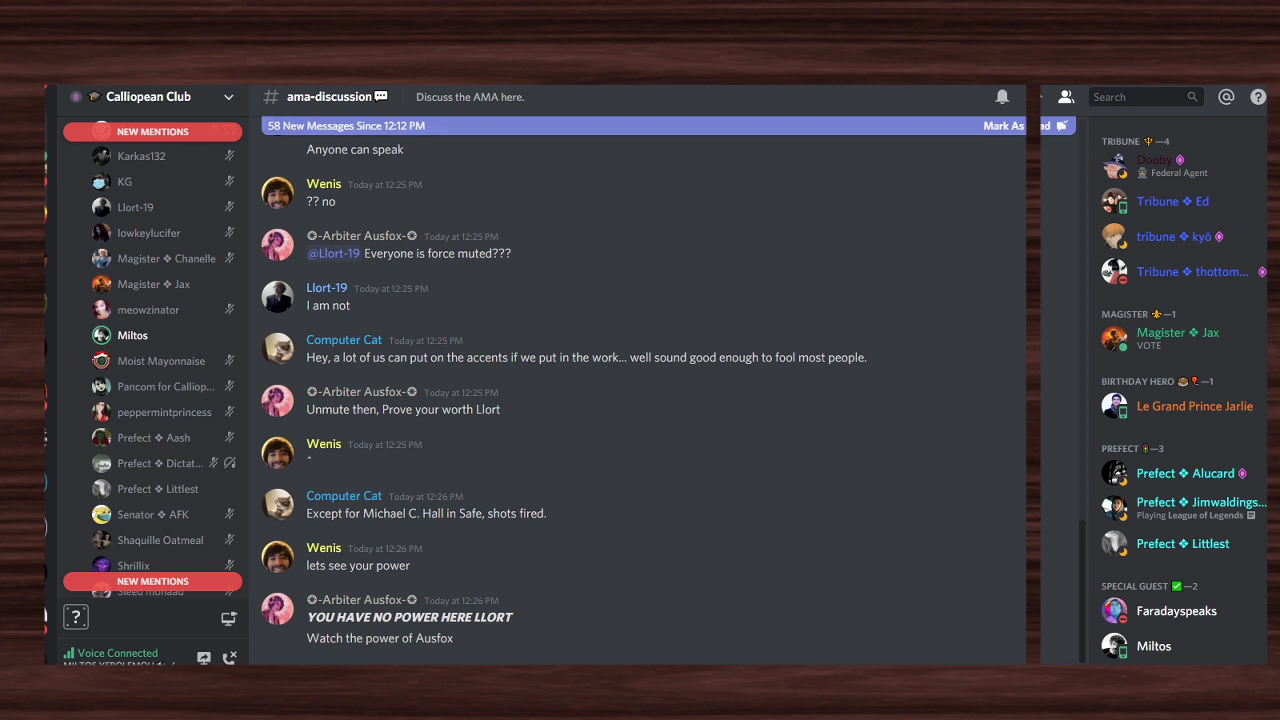 Calliopean Club
NEW MENTIONS
Karkas132
KG
Llort-19
lowkeylucifer
Magister ❖ Chanelle
Magister ❖ Jax
meowzinator
Miltos
Moist Mayonnaise
Pancom for Calliop...
peppermintprincess
Prefect ❖ Aash
Prefect ❖ Dictat...
Prefect ❖ Littlest
Senator ❖ AFK
Shaquille Oatmeal
Shrillix
NEW MENTIONS
Voice Connected
# ama-discussion Discuss the AMA here.
58 New Messages Since 12:12 PM Mark As
Anyone can speak
Wenis Today at 12:25 PM
?? no
✪-Arbiter Ausfox-✪ Today at 12:25 PM
@Llort-19 Everyone is force muted???
Llort-19 Today at 12:25 PM
I am not
Computer Cat Today at 12:25 PM
Hey, a lot of us can put on the accents if we put in the work... well sound good enough to fool most people.
✪-Arbiter Ausfox-✪ Today at 12:25 PM
Unmute then, Prove your worth Llort
Wenis Today at 12:25 PM
^
Computer Cat Today at 12:26 PM
Except for Michael C. Hall in Safe, shots fired.
Wenis Today at 12:26 PM
lets see your power
✪-Arbiter Ausfox-✪ Today at 12:26 PM
YOU HAVE NO POWER HERE LLORT
Watch the power of Ausfox
Search
ad
TRIBUNE 🔱—4
Dooby
Federal Agent
Tribune ❖ Ed
tribune ❖ kyō
Tribune ❖ thottom...
MAGISTER ⚜—1
Magister ❖ Jax
VOTE
BIRTHDAY HERO 🎂🎈—1
Le Grand Prince Jarlie
PREFECT—3
Prefect ❖ Alucard
Prefect ❖ Jimwaldings...
Playing League of Legends
Prefect ❖ Littlest
SPECIAL GUEST ✅—2
Faradayspeaks
Miltos